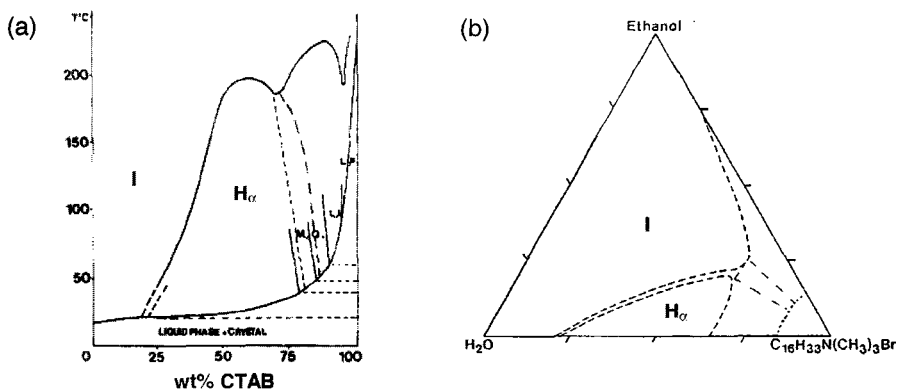 (a)
T°C
200
150
100
50
I
Hα
M.
LIQUID PHASE + CRYSTAL
0 25 50 75 100
wt% CTAB
(b)
Ethanol
I
Hα
H₂O
C₁₆H₃₃N(CH₃)₃Br